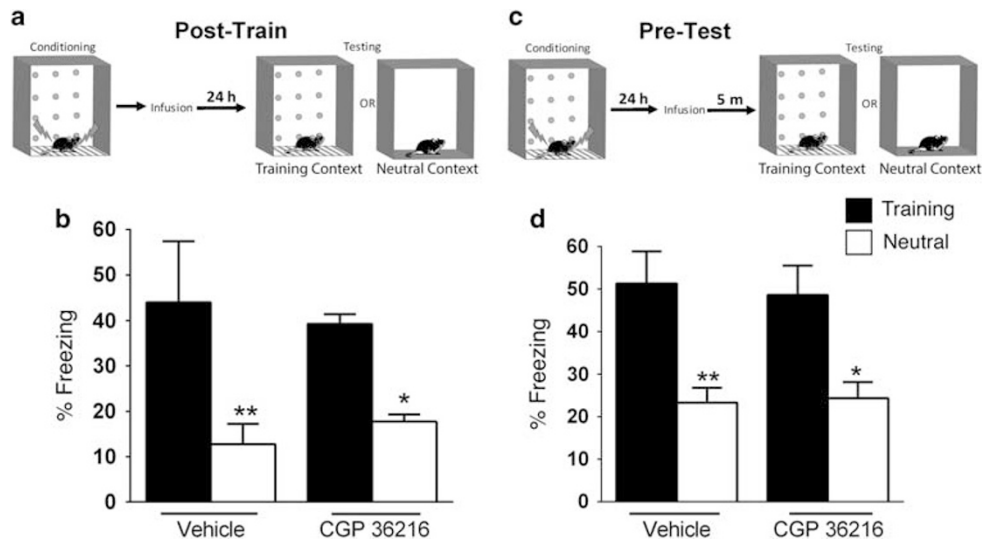 a
Post-Train
Conditioning
Testing
Infusion
24 h
OR
Training Context
Neutral Context
c
Pre-Test
Conditioning
Testing
24 h
Infusion
5 m
OR
Training Context
Neutral Context
b
% Freezing
60
50
40
30
20
10
0
**
*
Vehicle
CGP 36216
d
Training
Neutral
% Freezing
60
50
40
30
20
10
0
**
*
Vehicle
CGP 36216